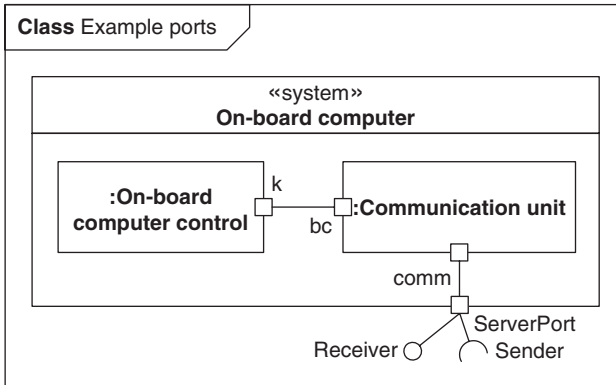 Class Example ports
«system»
On-board computer
:On-board
computer control
k
bc
:Communication unit
comm
ServerPort
Receiver
Sender